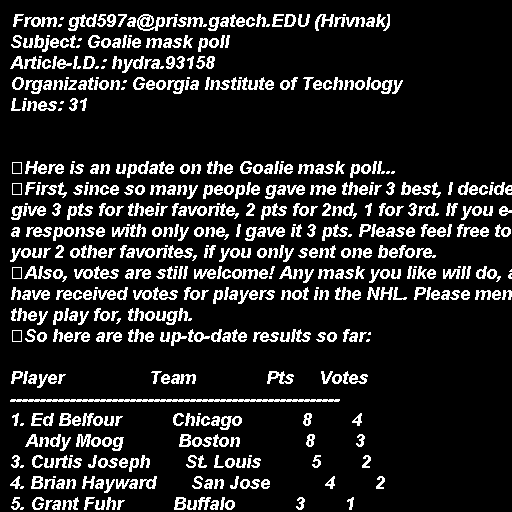 From: gtd597a@prism.gatech.EDU (Hrivnak)
Subject: Goalie mask poll
Article-I.D.: hydra.93158
Organization: Georgia Institute of Technology
Lines: 31

Here is an update on the Goalie mask poll...
First, since so many people gave me their 3 best, I decide
give 3 pts for their favorite, 2 pts for 2nd, 1 for 3rd. If you e-
a response with only one, I gave it 3 pts. Please feel free to
your 2 other favorites, if you only sent one before.
Also, votes are still welcome! Any mask you like will do, a
have received votes for players not in the NHL. Please men
they play for, though.
So here are the up-to-date results so far:

Player Team Pts Votes
-------------------------------------------------------
1. Ed Belfour Chicago 8 4
Andy Moog Boston 8 3
3. Curtis Joseph St. Louis 5 2
4. Brian Hayward San Jose 4 2
5. Grant Fuhr Buffalo 3 1